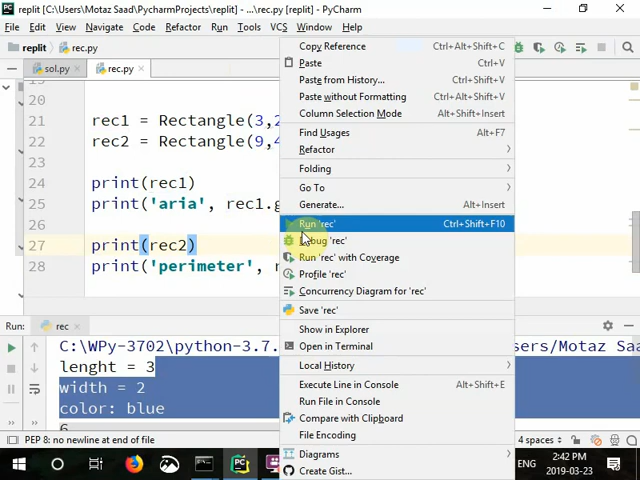 replit - C:\Users\Motaz Saad\PycharmProjects\replit - ...\rec.py [replit] - PyCharm
File Edit View Navigate Code Refactor Run Tools VCS Window
replit rec.py
sol.py rec.py
19
20
21 rec1 = Rectangle(3,2
22 rec2 = Rectangle(9,4
23
24 print(rec1)
25 print('aria', rec1.g
26
27 print(rec2)
28 print('perimeter', r
Copy Reference Ctrl+Alt+Shift+C
Paste Ctrl+V
Paste from History... Ctrl+Shift+V
Paste without Formatting Ctrl+Alt+Shift+V
Column Selection Mode Alt+Shift+Insert
Find Usages Alt+F7
Refactor
Folding
Go To
Generate... Alt+Insert
Run 'rec' Ctrl+Shift+F10
Debug 'rec'
Run 'rec' with Coverage
Profile 'rec'
Concurrency Diagram for 'rec'
Save 'rec'
Show in Explorer
Open in Terminal
Local History
Execute Line in Console Alt+Shift+E
Run File in Console
Compare with Clipboard
File Encoding
Diagrams
Create Gist...
Run: rec
C:\WPy-3702\python-3.7. ers/Motaz Saad/P
lenght = 3
width = 2
color: blue
6
PEP 8: no newline at end of file
4 spaces
ENG 2:42 PM
2019-03-23